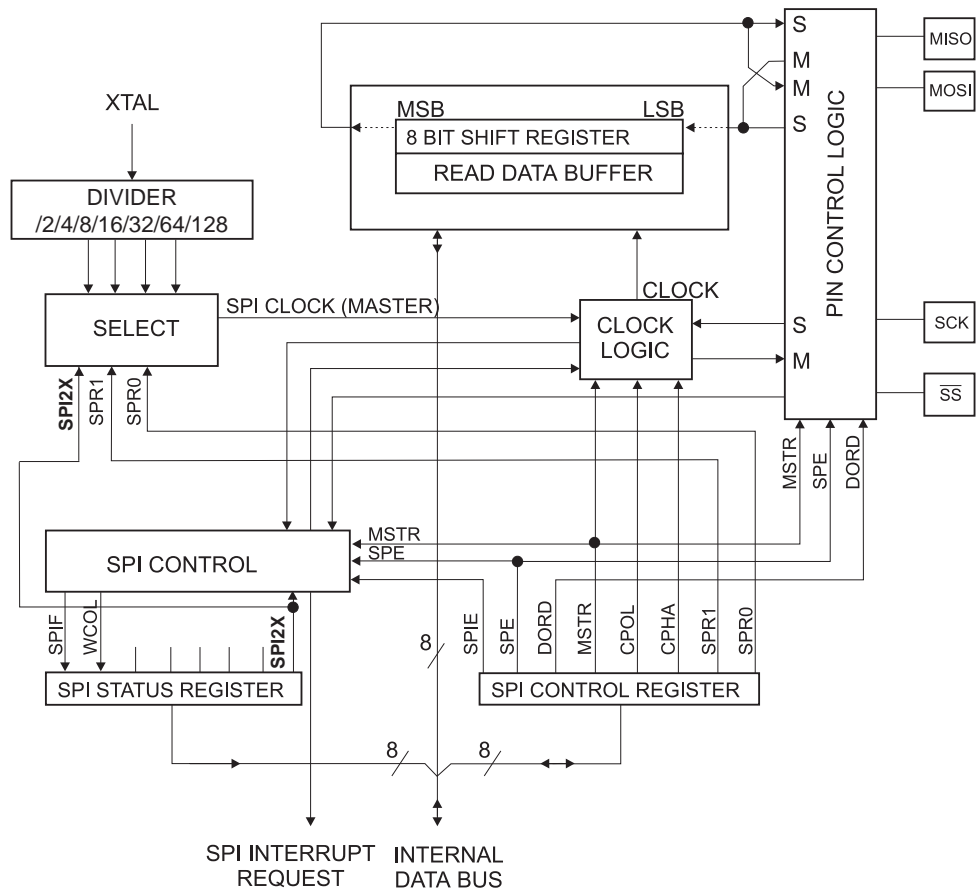 S
MISO
M
M
MOSI
XTAL
MSB
LSB
S
8 BIT SHIFT REGISTER
READ DATA BUFFER
DIVIDER
/2/4/8/16/32/64/128
PIN CONTROL LOGIC
SPI CLOCK (MASTER)
CLOCK
SELECT
CLOCK
LOGIC
S
SCK
M
SPI2X
SPR1
SPR0
SS
MSTR
SPE
DORD
MSTR
SPE
SPI CONTROL
SPIF
WCOL
SPI2X
SPIE
SPE
DORD
MSTR
CPOL
CPHA
SPR1
SPR0
8
SPI STATUS REGISTER
SPI CONTROL REGISTER
8
8
SPI INTERRUPT
REQUEST
INTERNAL
DATA BUS